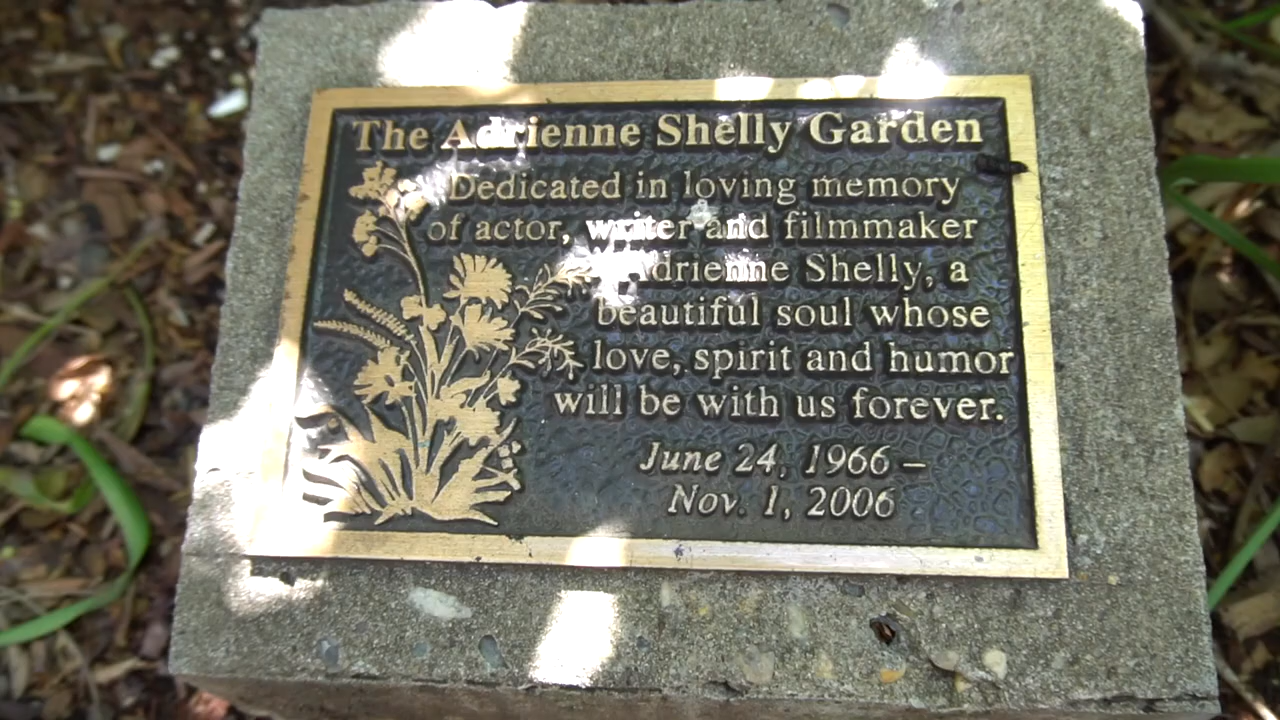 The Adrienne Shelly Garden
Dedicated in loving memory
of actor, writer and filmmaker
Adrienne Shelly, a
beautiful soul whose
love, spirit and humor
will be with us forever.
June 24, 1966 –
Nov. 1, 2006